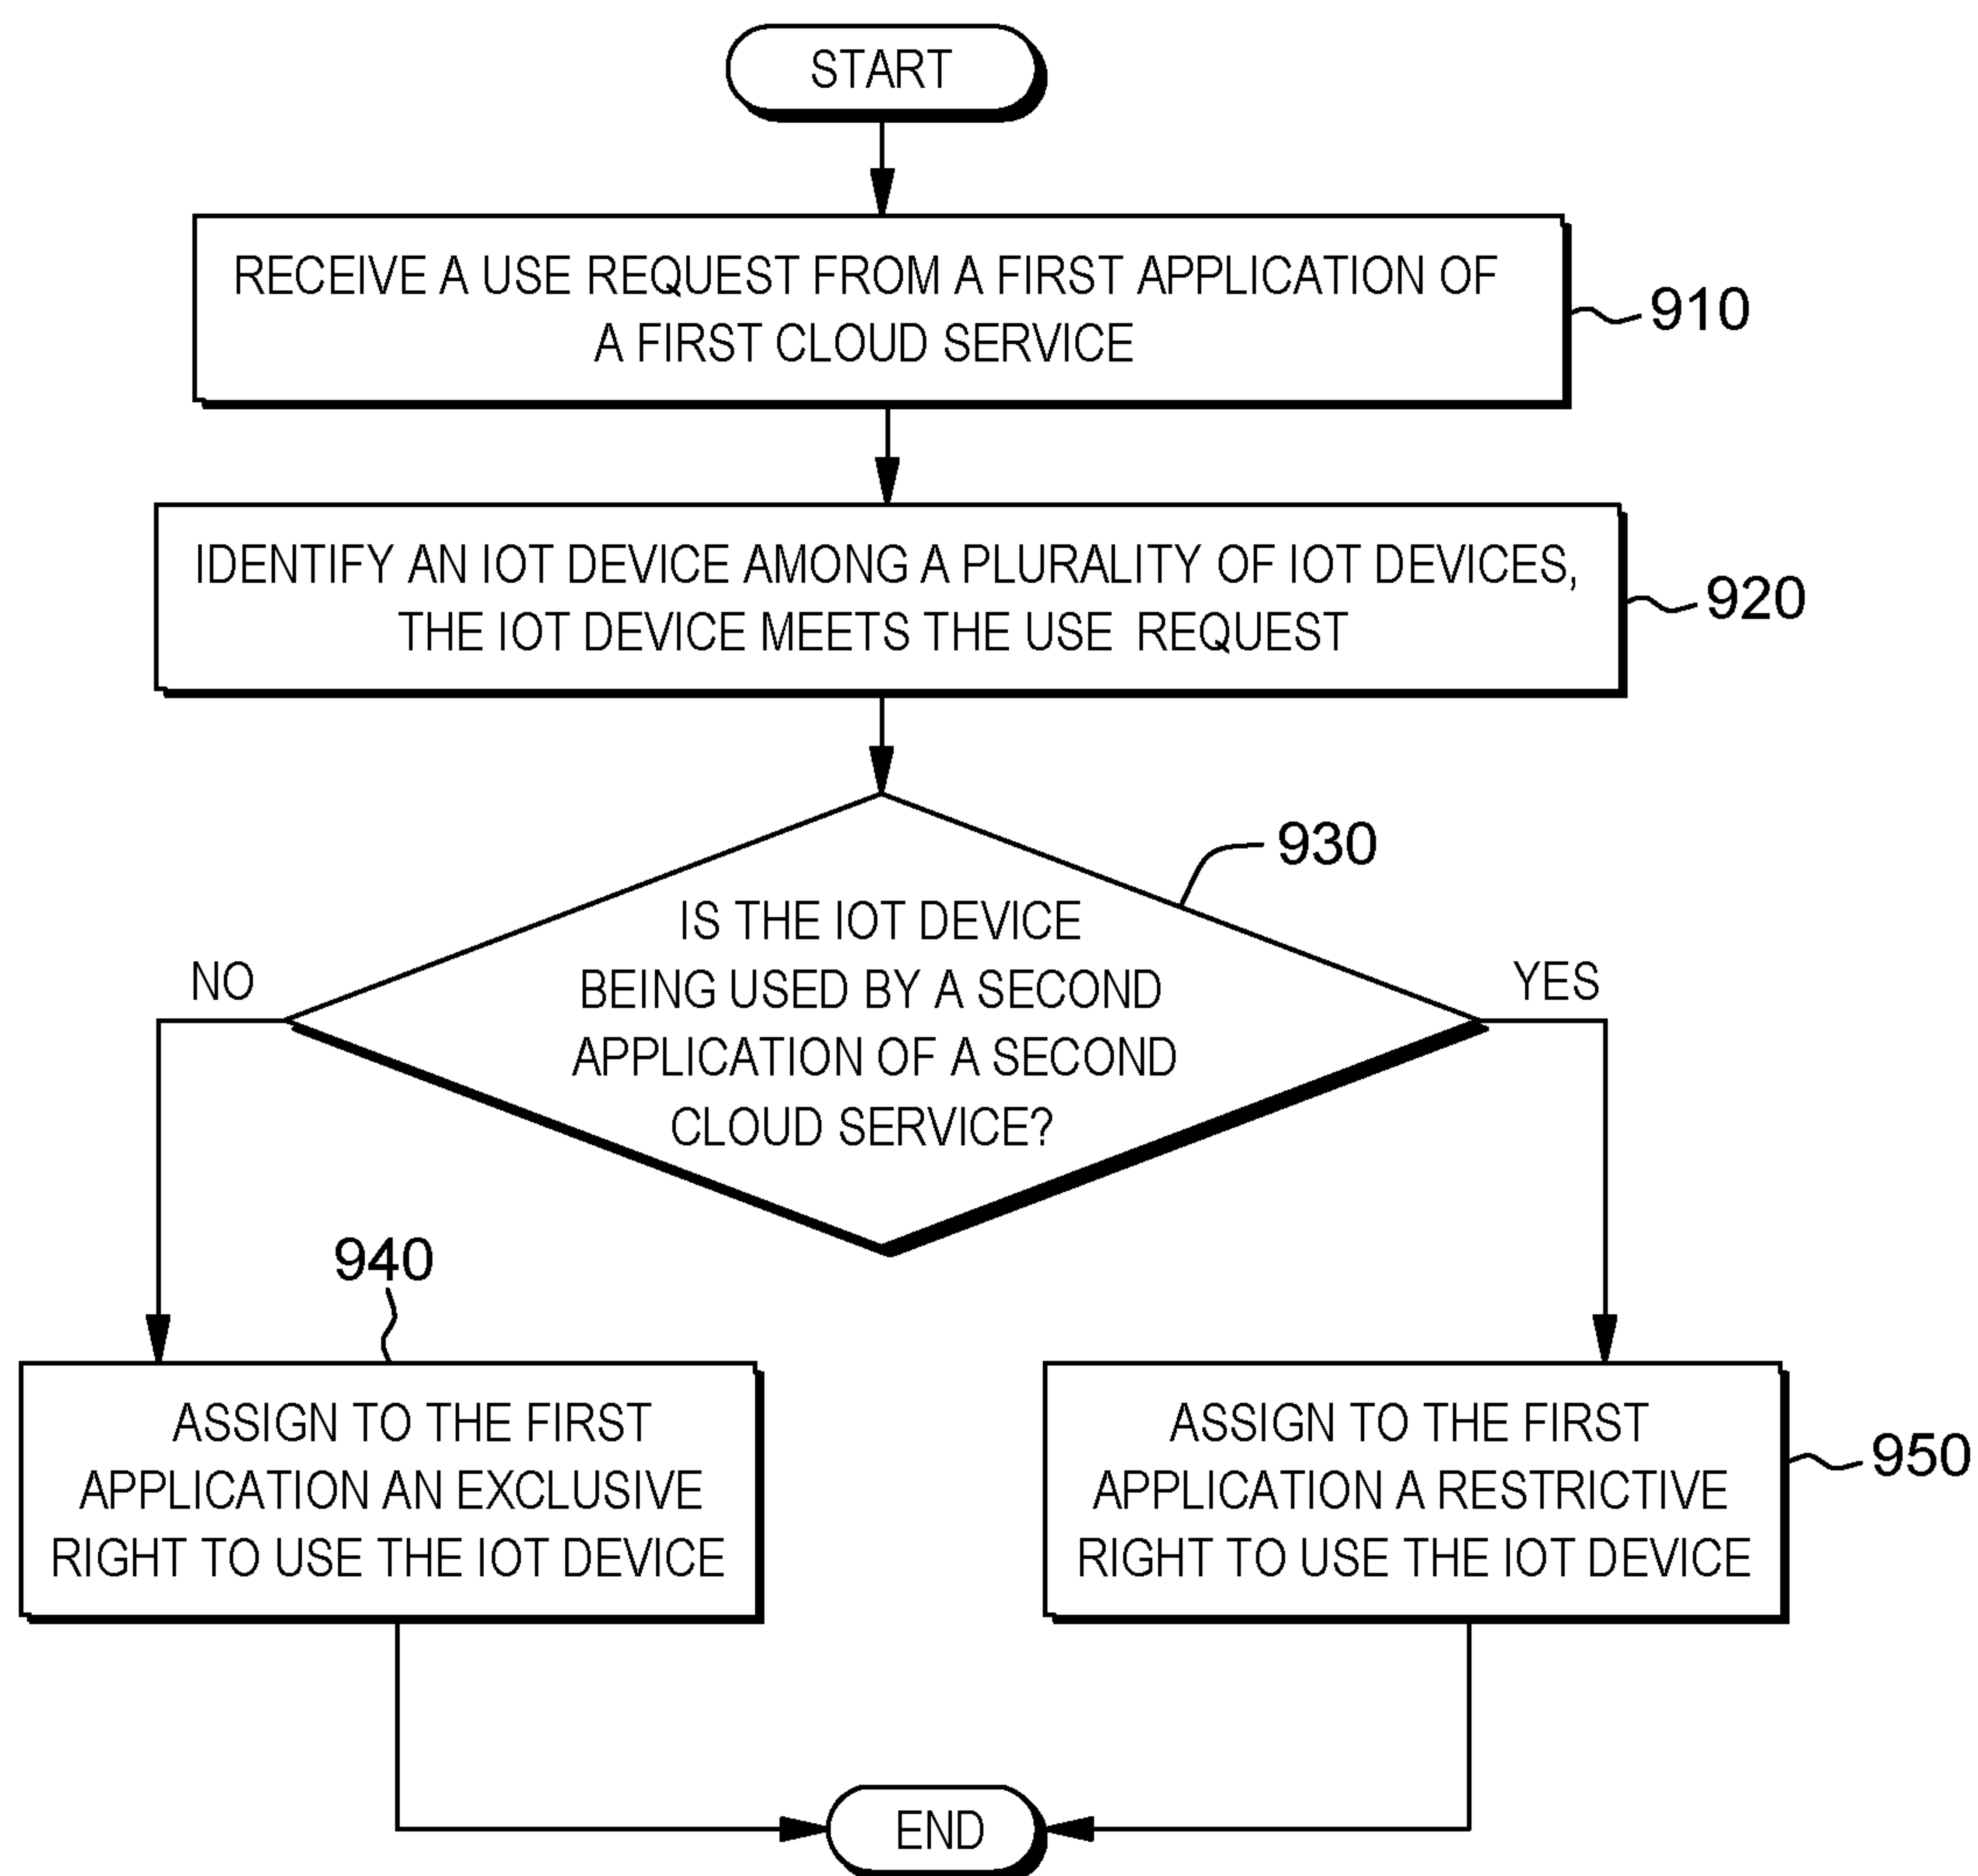 START
RECEIVE A USE REQUEST FROM A FIRST APPLICATION OF
A FIRST CLOUD SERVICE
910
IDENTIFY AN IOT DEVICE AMONG A PLURALITY OF IOT DEVICES,
THE IOT DEVICE MEETS THE USE REQUEST
920
930
IS THE IOT DEVICE
BEING USED BY A SECOND
APPLICATION OF A SECOND
CLOUD SERVICE?
NO
YES
940
ASSIGN TO THE FIRST
APPLICATION AN EXCLUSIVE
RIGHT TO USE THE IOT DEVICE
ASSIGN TO THE FIRST
APPLICATION A RESTRICTIVE
RIGHT TO USE THE IOT DEVICE
950
END